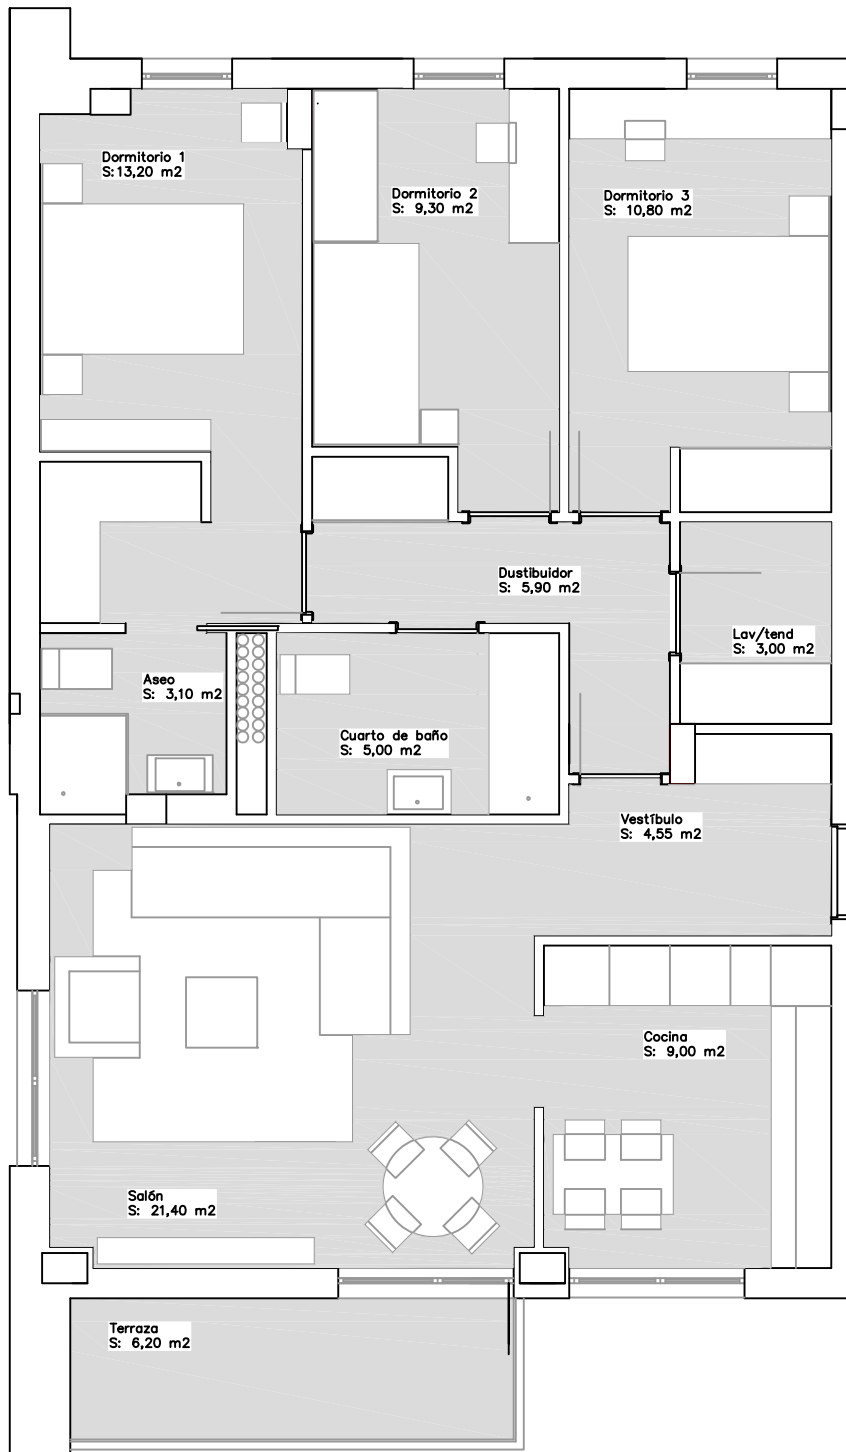 Dormitorio 1
S:13,20 m2
Dormitorio 2
S: 9,30 m2
Dormitorio 3
S: 10,80 m2
Dustibuidor
S: 5,90 m2
Lav/tend
S: 3,00 m2
Aseo
S: 3,10 m2
Cuarto de baño
S: 5,00 m2
Vestíbulo
S: 4,55 m2
Cocina
S: 9,00 m2
Salón
S: 21,40 m2
Terraza
S: 6,20 m2